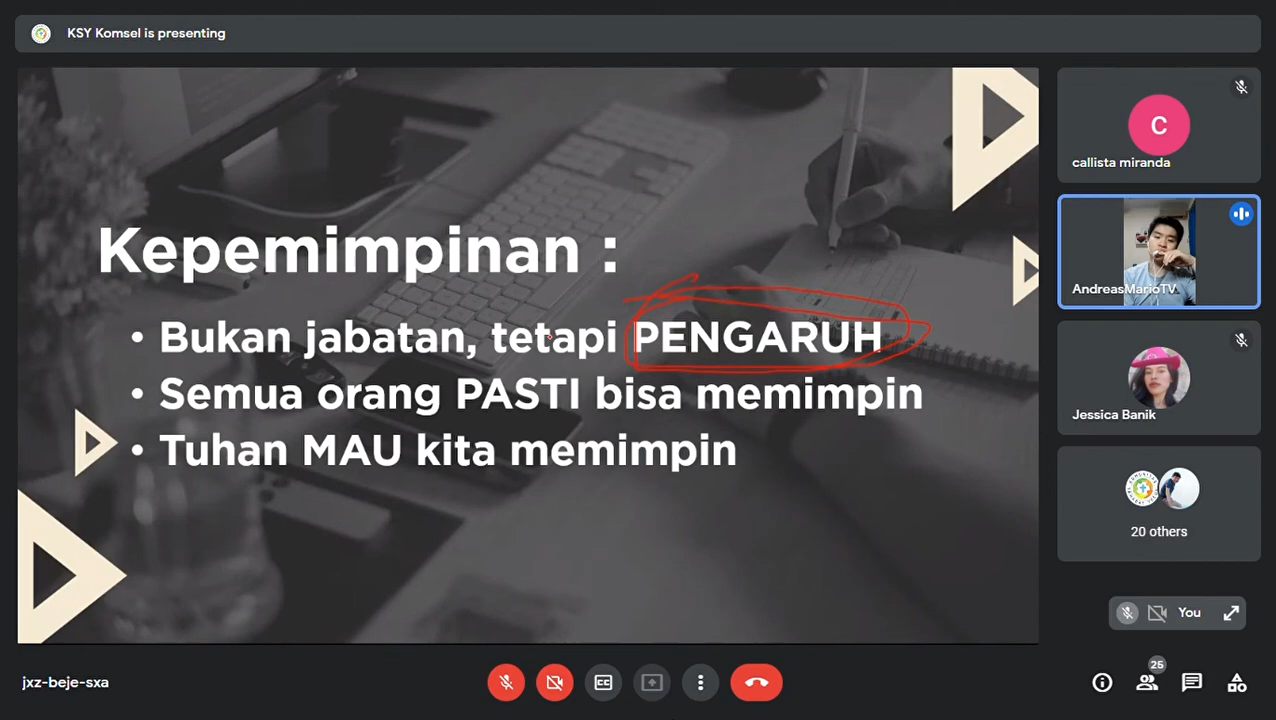 KSY Komsel is presenting
Kepemimpinan :
• Bukan jabatan, tetapi PENGARUH
• Semua orang PASTI bisa memimpin
• Tuhan MAU kita memimpin
C
callista miranda
AndreasMarioTV
Jessica Banik
20 others
You
jxz-beje-sxa
CC
25